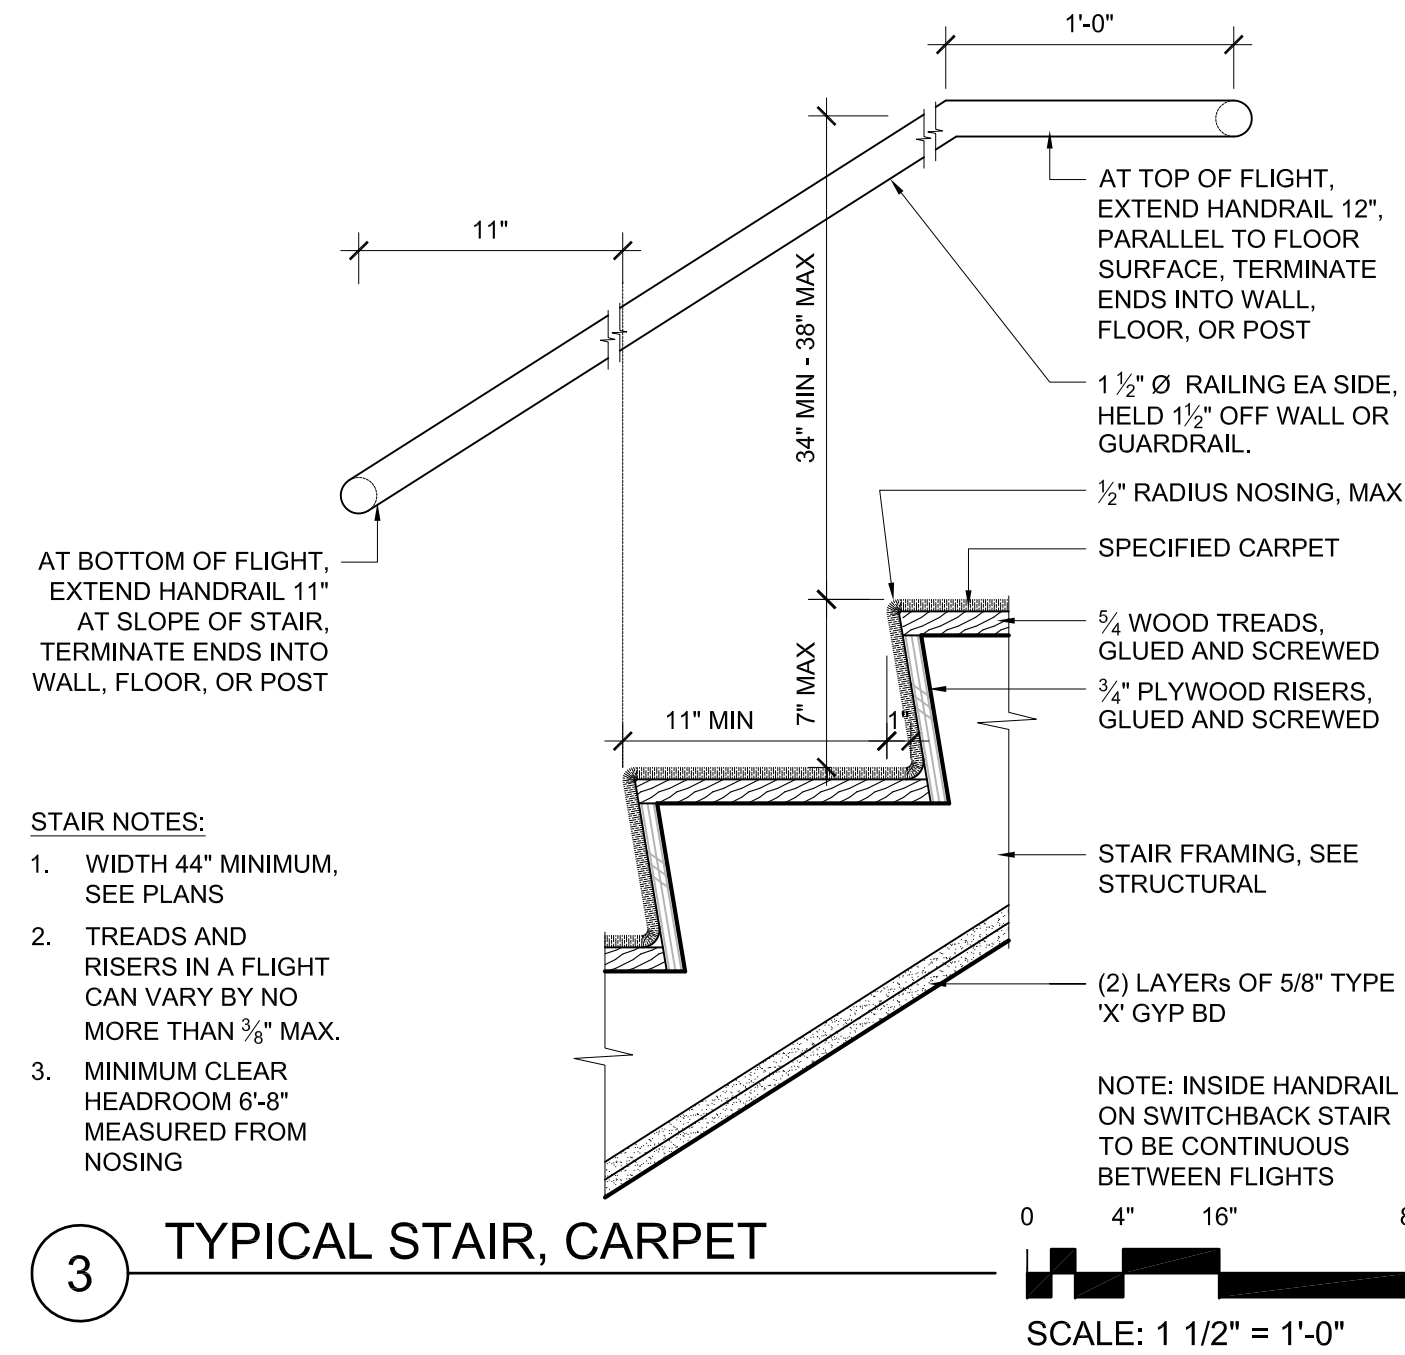 1'-0"
11"
34" MIN - 38" MAX
AT TOP OF FLIGHT,
EXTEND HANDRAIL 12",
PARALLEL TO FLOOR
SURFACE, TERMINATE
ENDS INTO WALL,
FLOOR, OR POST
1 ½" Ø RAILING EA SIDE,
HELD 1½" OFF WALL OR
GUARDRAIL.
½" RADIUS NOSING, MAX
SPECIFIED CARPET
5⁄4 WOOD TREADS,
GLUED AND SCREWED
¾" PLYWOOD RISERS,
GLUED AND SCREWED
AT BOTTOM OF FLIGHT,
EXTEND HANDRAIL 11"
AT SLOPE OF STAIR,
TERMINATE ENDS INTO
WALL, FLOOR, OR POST
7" MAX
11" MIN
1"
STAIR NOTES:
1. WIDTH 44" MINIMUM,
SEE PLANS
2. TREADS AND
RISERS IN A FLIGHT
CAN VARY BY NO
MORE THAN ⅜" MAX.
3. MINIMUM CLEAR
HEADROOM 6'-8"
MEASURED FROM
NOSING
STAIR FRAMING, SEE
STRUCTURAL
(2) LAYERs OF 5/8" TYPE
'X' GYP BD
NOTE: INSIDE HANDRAIL
ON SWITCHBACK STAIR
TO BE CONTINUOUS
BETWEEN FLIGHTS
3
TYPICAL STAIR, CARPET
0 4" 16"
SCALE: 1 1/2" = 1'-0"